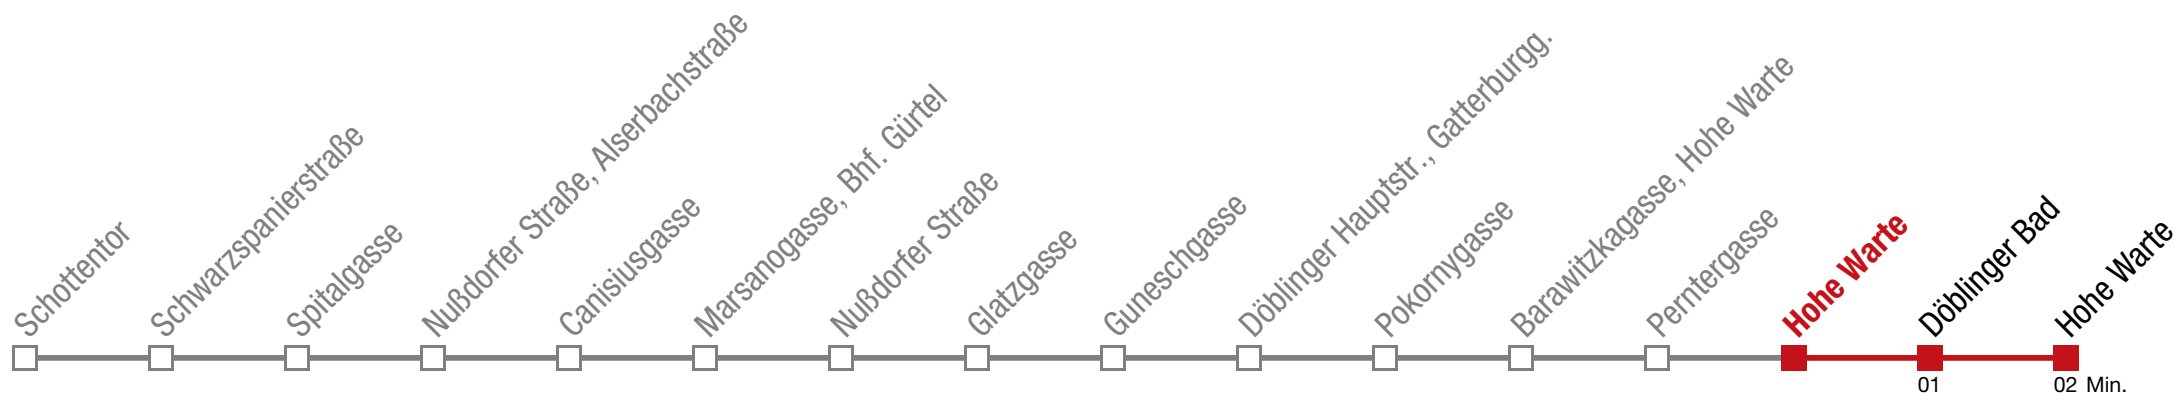 Schottentor
Schwarzspanierstraße
Spitalgasse
Nußdorfer Straße, Alserbachstraße
Canisiusgasse
Marsanogasse, Bhf. Gürtel
Nußdorfer Straße
Glatzgasse
Guneschgasse
Döblinger Hauptstr., Gatterburgg.
Pokornygasse
Barawitzkagasse, Hohe Warte
Perntergasse
Hohe Warte
Döblinger Bad
Hohe Warte
01
02 Min.